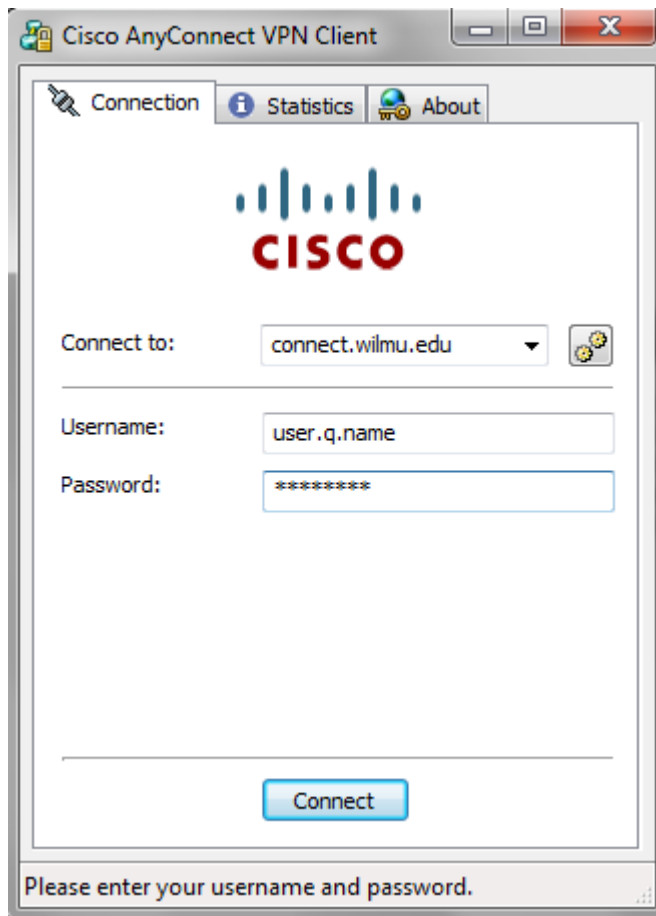 Cisco AnyConnect VPN Client
Connection Statistics About
CISCO
Connect to: connect.wilmu.edu
Username: user.q.name
Password: ********
Connect
Please enter your username and password.